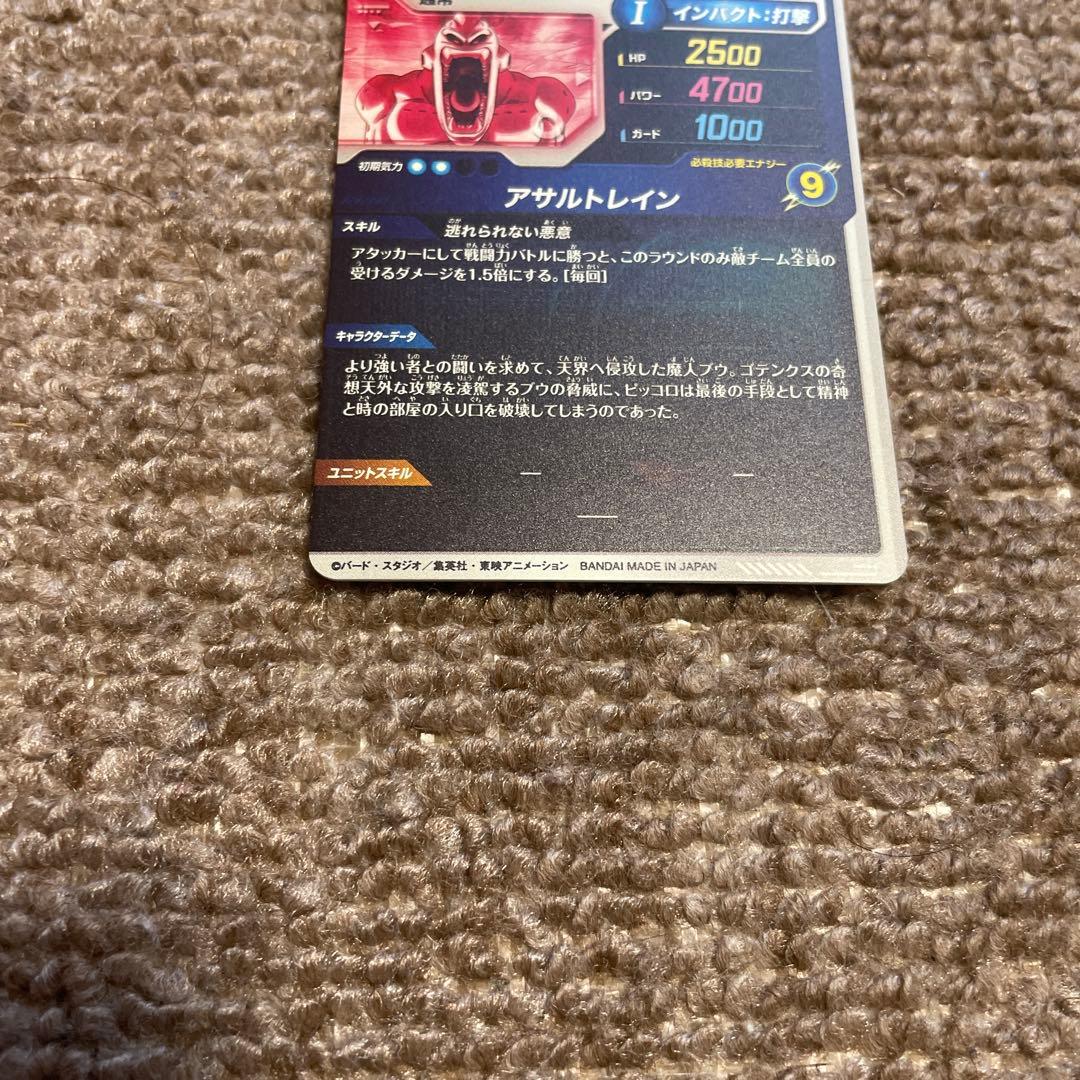 通常
I インパクト:打撃
HP 2500
パワー 4700
ガード 1000
初期気力
必殺技必要エナジー
9
アサルトレイン
スキル 逃れられない悪意
アタッカーにして戦闘力バトルに勝つと、このラウンドのみ敵チーム全員の
受けるダメージを1.5倍にする。[毎回]
キャラクターデータ
より強い者との闘いを求めて、天界へ侵攻した魔人ブウ。ゴテンクスの奇
想天外な攻撃を凌駕するブウの脅威に、ピッコロは最後の手段として精神
と時の部屋の入り口を破壊してしまうのであった。
ユニットスキル — —
—
©バード・スタジオ／集英社・東映アニメーション BANDAI MADE IN JAPAN